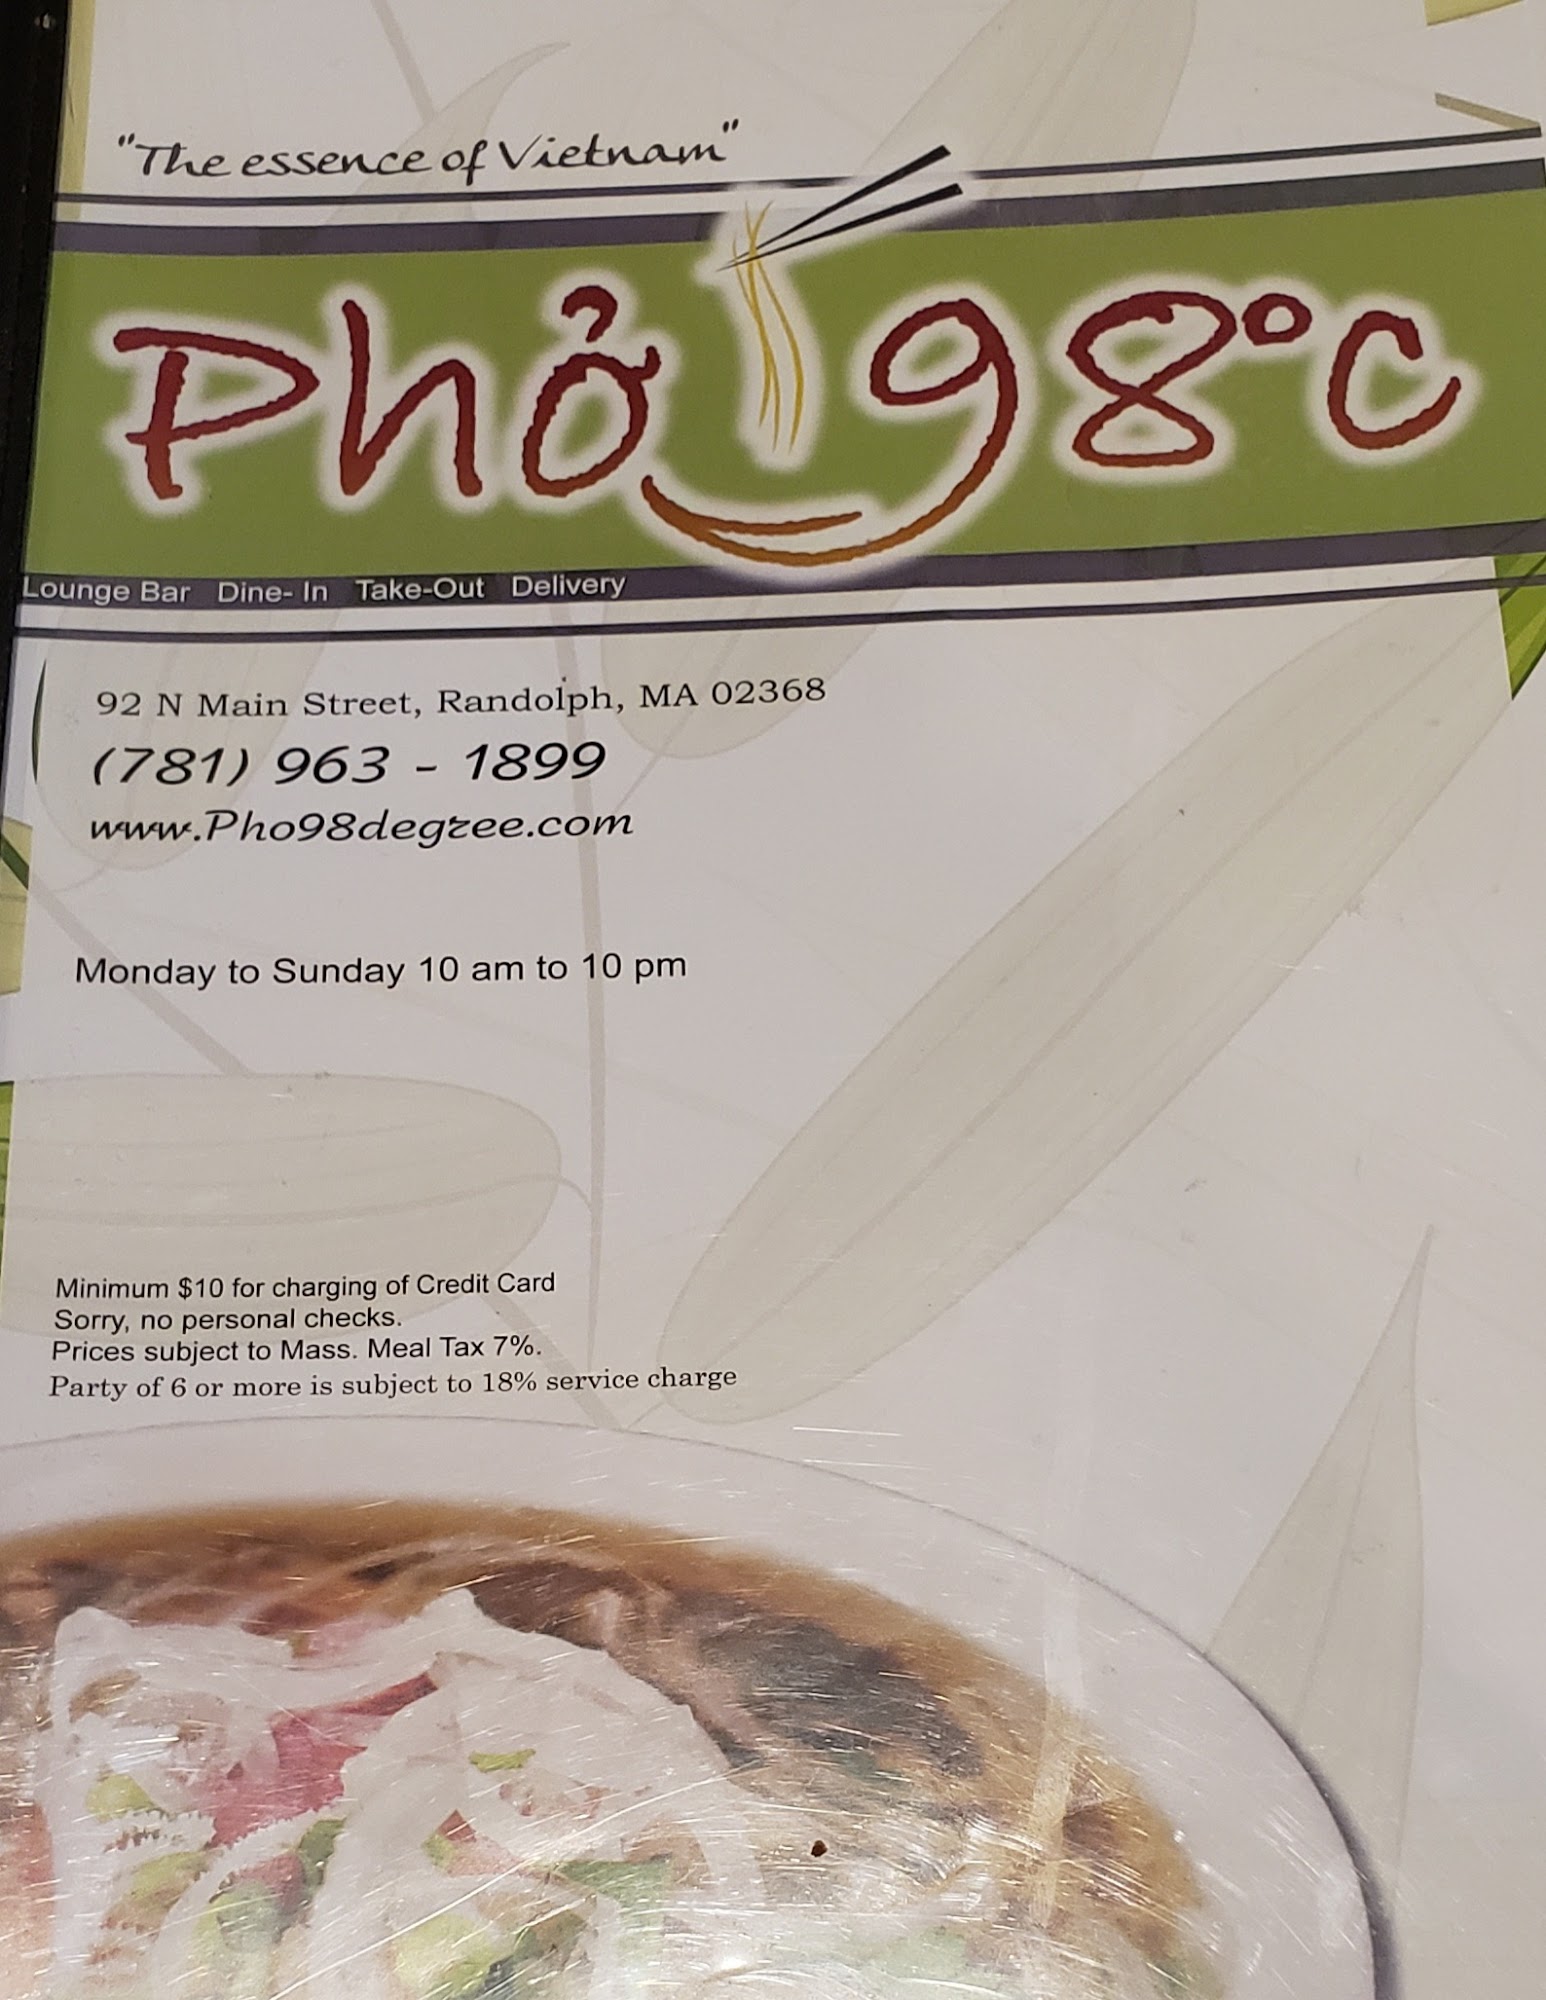 "The essence of Vietnam"
Phở 98°C
Lounge Bar Dine- In Take-Out Delivery
92 N Main Street, Randolph, MA 02368
(781) 963 - 1899
www.Pho98degree.com
Monday to Sunday 10 am to 10 pm
Minimum $10 for charging of Credit Card
Sorry, no personal checks.
Prices subject to Mass. Meal Tax 7%.
Party of 6 or more is subject to 18% service charge